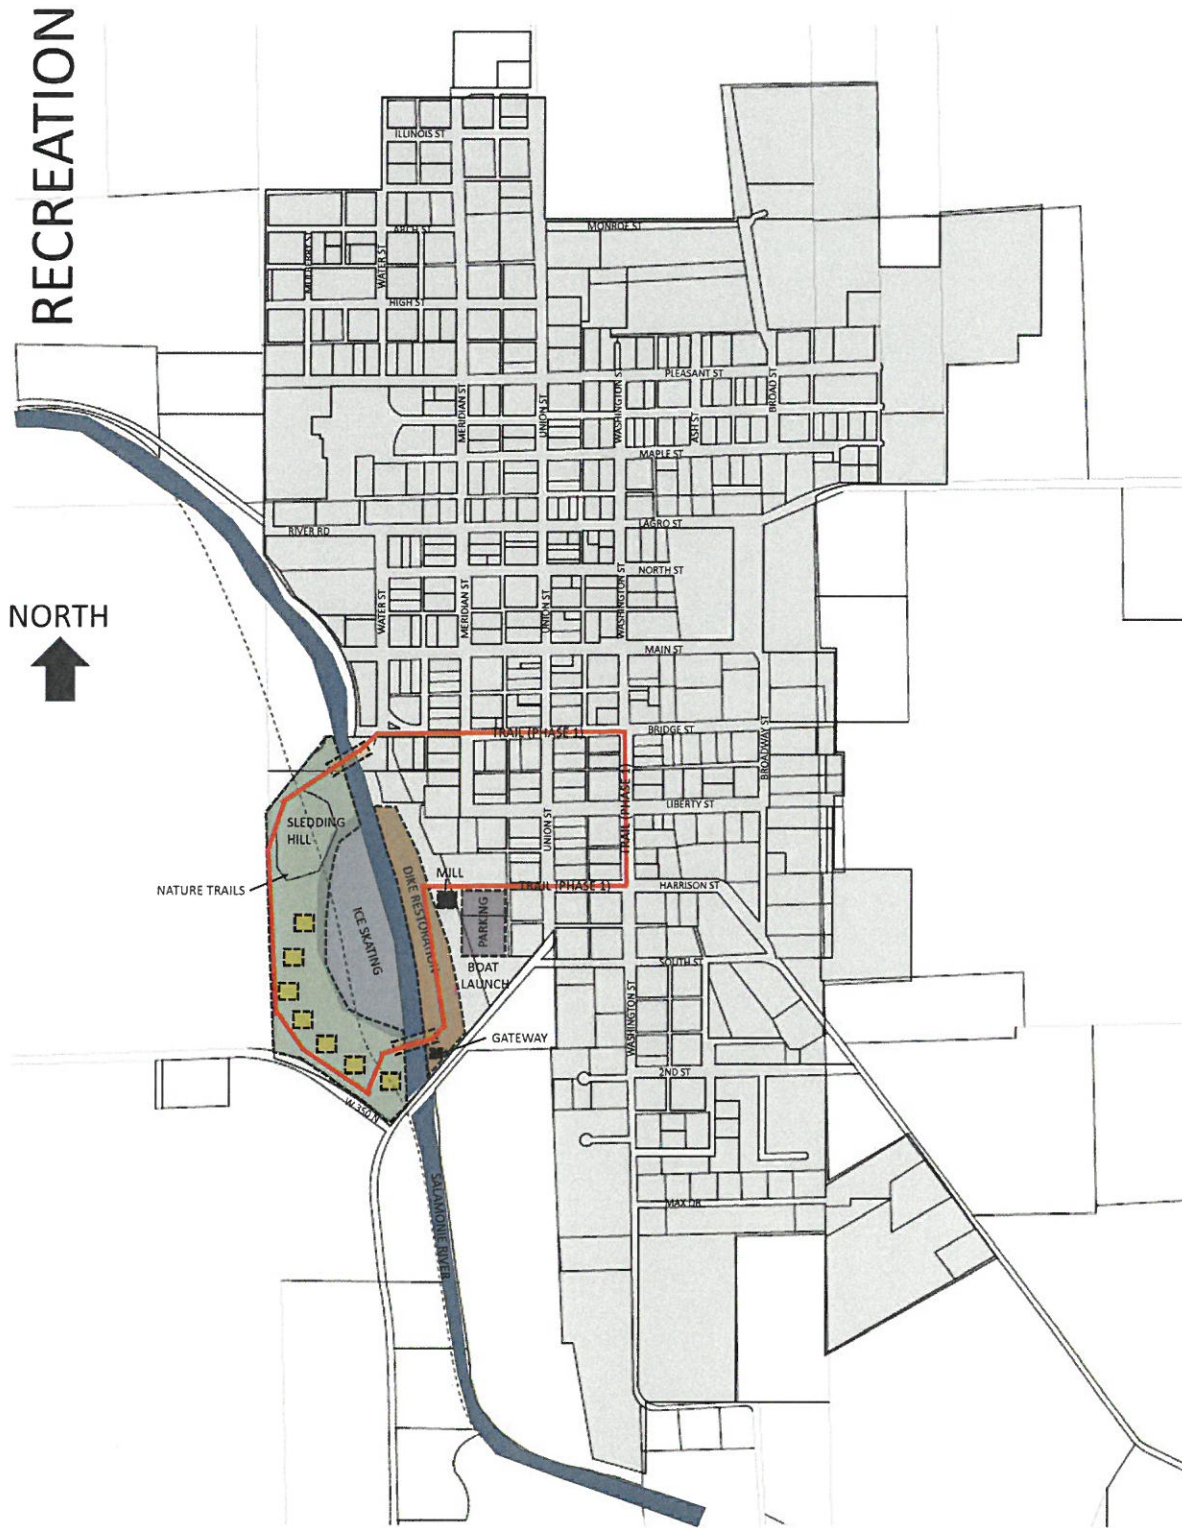 RECREATION
ILLINOIS ST
ARCH ST
MONROE ST
MULBERRY ST
WATER ST
HIGH ST
PLEASANT ST
MERIDIAN ST
UNION ST
WASHINGTON ST
ASH ST
BROAD ST
MAPLE ST
LAGRO ST
RIVER RD
NORTH ST
NORTH
WATER ST
MERIDIAN ST
UNION ST
WASHINGTON ST
MAIN ST
TRAIL (PHASE 1)
BRIDGE ST
BROADWAY ST
TRAIL (PHASE 1)
LIBERTY ST
SLEDDING
HILL
UNION ST
NATURE TRAILS
MILL
TRAIL (PHASE 1)
HARRISON ST
DIKE RESTORATION
ICE SKATING
PARKING
BOAT
LAUNCH
SOUTH ST
WASHINGTON ST
GATEWAY
2ND ST
W 350 N
SALAMONIE RIVER
MAX DR